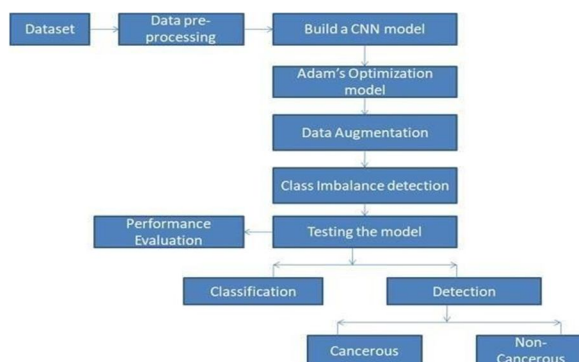 Dataset
Data pre-
processing
Build a CNN model
Adam's Optimization
model
Data Augmentation
Class Imbalance detection
Performance
Evaluation
Testing the model
Classification
Detection
Cancerous
Non-
Cancerous